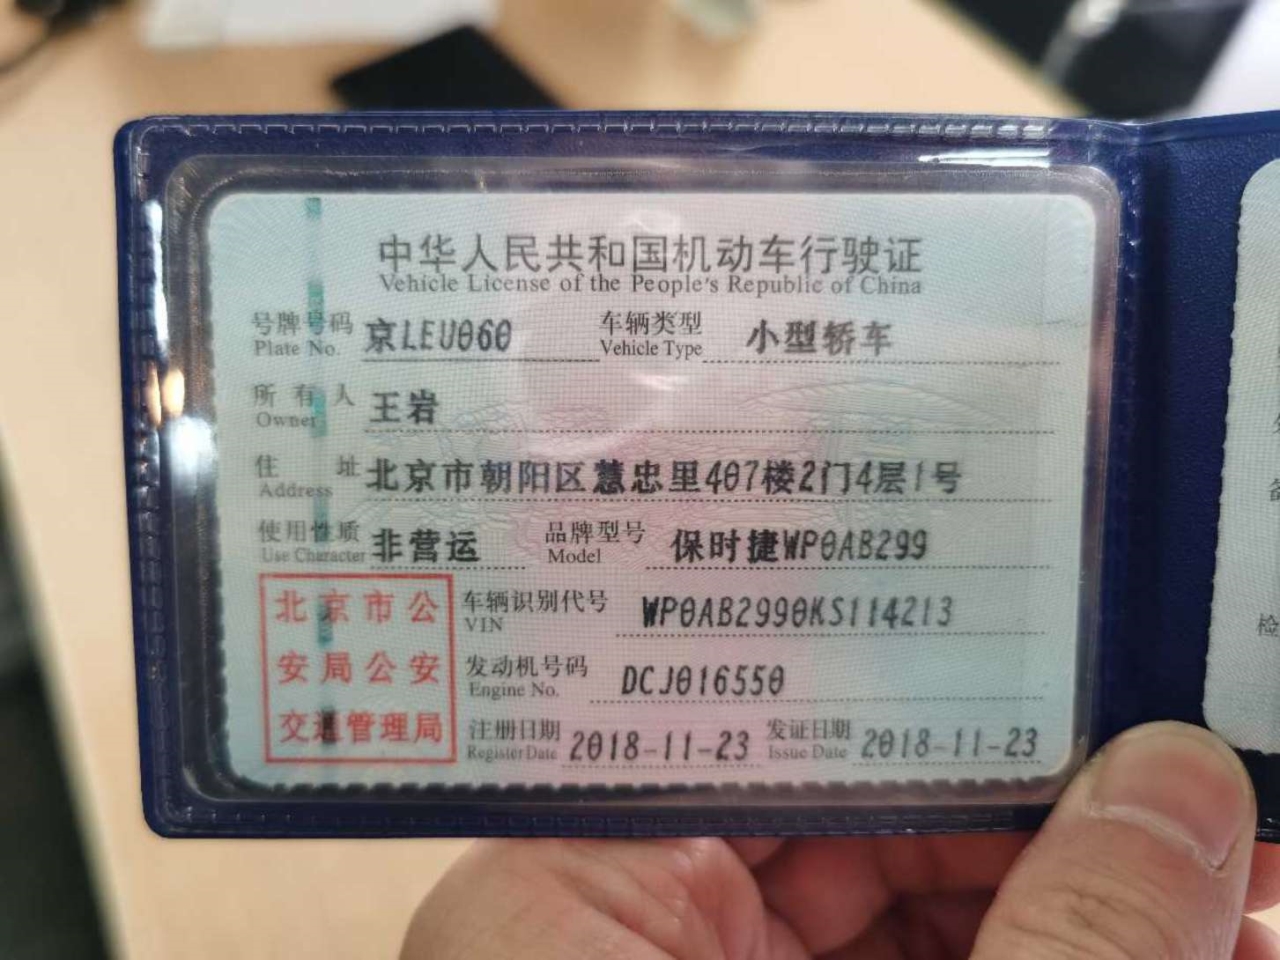 中华人民共和国机动车行驶证
Vehicle License of the People's Republic of China
号牌号码 京LEU060 车辆类型 小型轿车
Plate No. Vehicle Type
所有人 王岩
Owner
住址 北京市朝阳区慧忠里407楼2门4层1号
Address
使用性质 非营运 品牌型号 保时捷WP0AB299
Use Character Model
北京市公
安局公安
交通管理局
车辆识别代号 WP0AB2990KS114213
VIN
发动机号码 DCJ016550
Engine No.
注册日期 2018-11-23 发证日期 2018-11-23
Register Date Issue Date
检